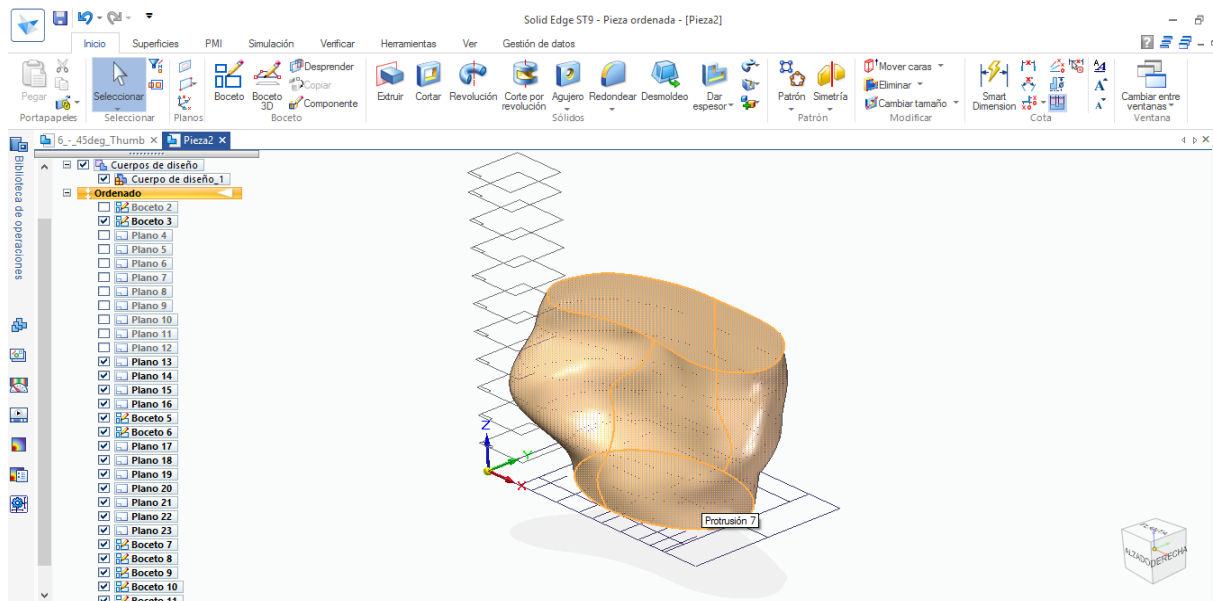 Solid Edge ST9 - Pieza ordenada - [Pieza2]
Inicio Superficies PMI Simulación Verificar Herramientas Ver Gestión de datos
Pegar
Portapapeles
Seleccionar
Seleccionar
Planos
Boceto
Boceto 3D
Desprender
Copiar
Componente
Boceto
Extruir
Cortar
Revolución
Corte por revolución
Agujero
Redondear
Desmoldeo
Dar espesor
Sólidos
Patrón
Simetría
Patrón
Mover caras
Eliminar
Cambiar tamaño
Modificar
Smart Dimension
Cota
Cambiar entre ventanas
Ventana
6_-_45deg_Thumb
Pieza2
Biblioteca de operaciones
Cuerpos de diseño
Cuerpo de diseño_1
Ordenado
Boceto 2
Boceto 3
Plano 4
Plano 5
Plano 6
Plano 7
Plano 8
Plano 9
Plano 10
Plano 11
Plano 12
Plano 13
Plano 14
Plano 15
Plano 16
Boceto 5
Boceto 6
Plano 17
Plano 18
Plano 19
Plano 20
Plano 21
Plano 22
Plano 23
Boceto 7
Boceto 8
Boceto 9
Boceto 10
Boceto 11
Z
Y
X
Protrusión 7
ALZADO
DERECHA